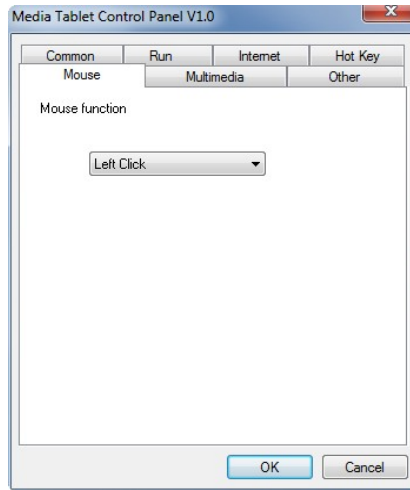 Media Tablet Control Panel V1.0
Common Run Internet Hot Key
Mouse Multimedia Other
Mouse function
Left Click
OK Cancel